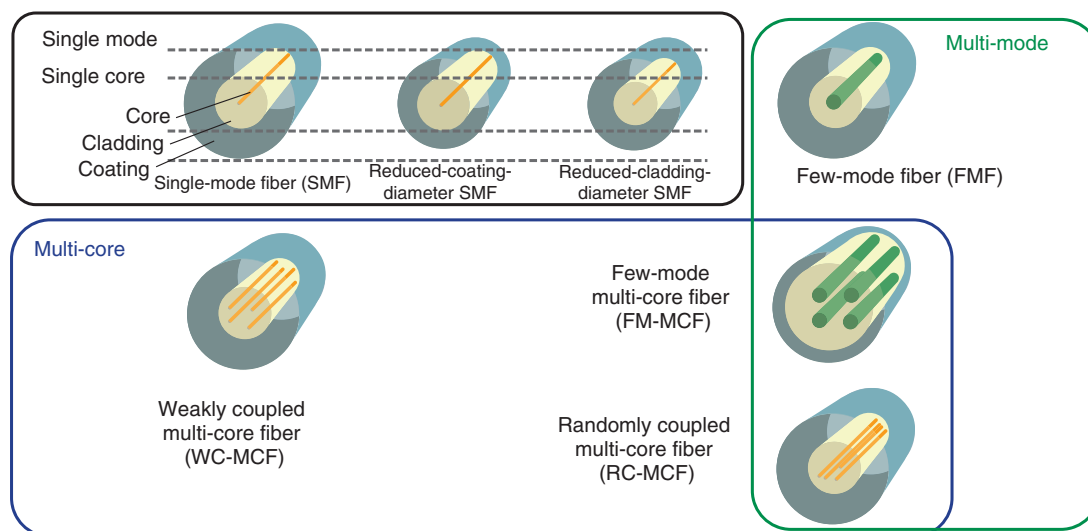 Single mode
Single core
Core
Cladding
Coating
Single-mode fiber (SMF)
Reduced-coating-
diameter SMF
Reduced-cladding-
diameter SMF
Multi-mode
Few-mode fiber (FMF)
Multi-core
Weakly coupled
multi-core fiber
(WC-MCF)
Few-mode
multi-core fiber
(FM-MCF)
Randomly coupled
multi-core fiber
(RC-MCF)